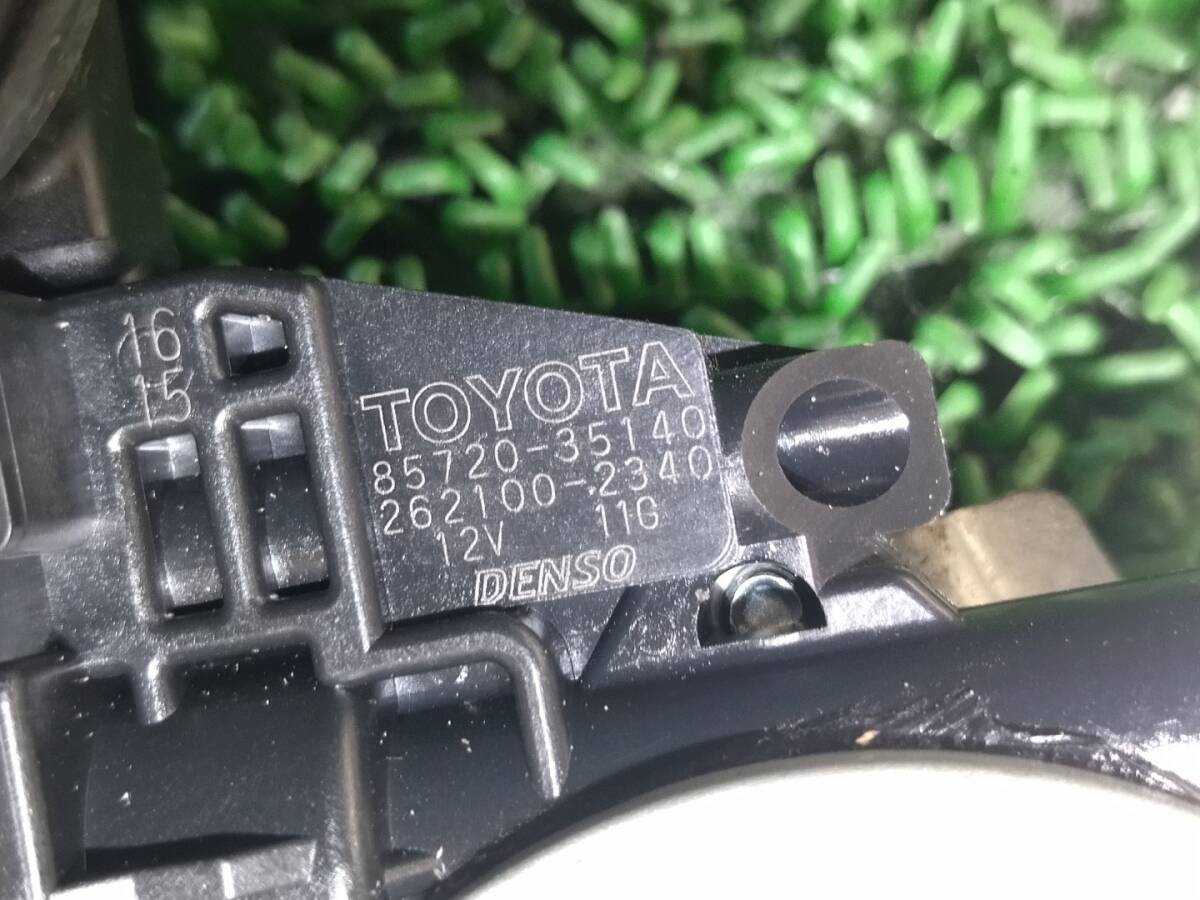 16
15
TOYOTA
85720-35140
262100-2340
12V 11G
DENSO